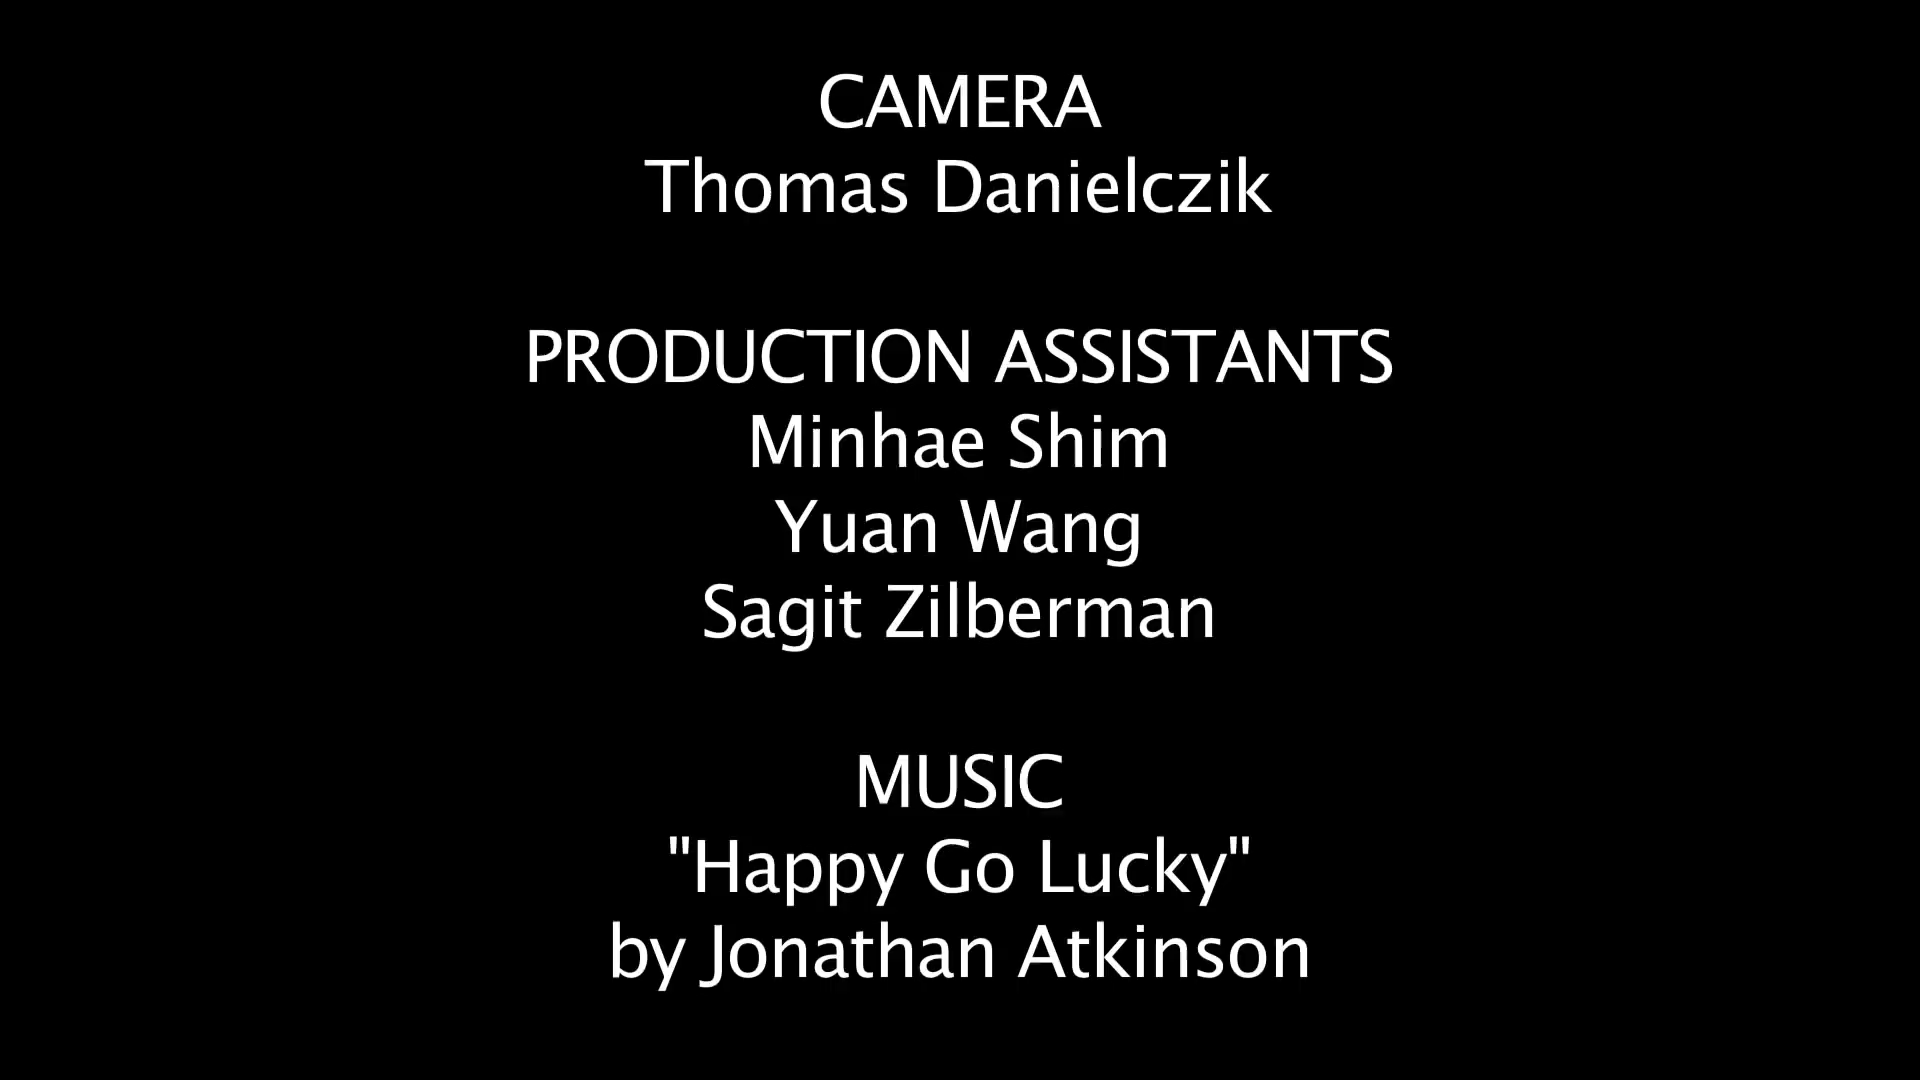 CAMERA
Thomas Danielczik
PRODUCTION ASSISTANTS
Minhae Shim
Yuan Wang
Sagit Zilberman
MUSIC
"Happy Go Lucky"
by Jonathan Atkinson